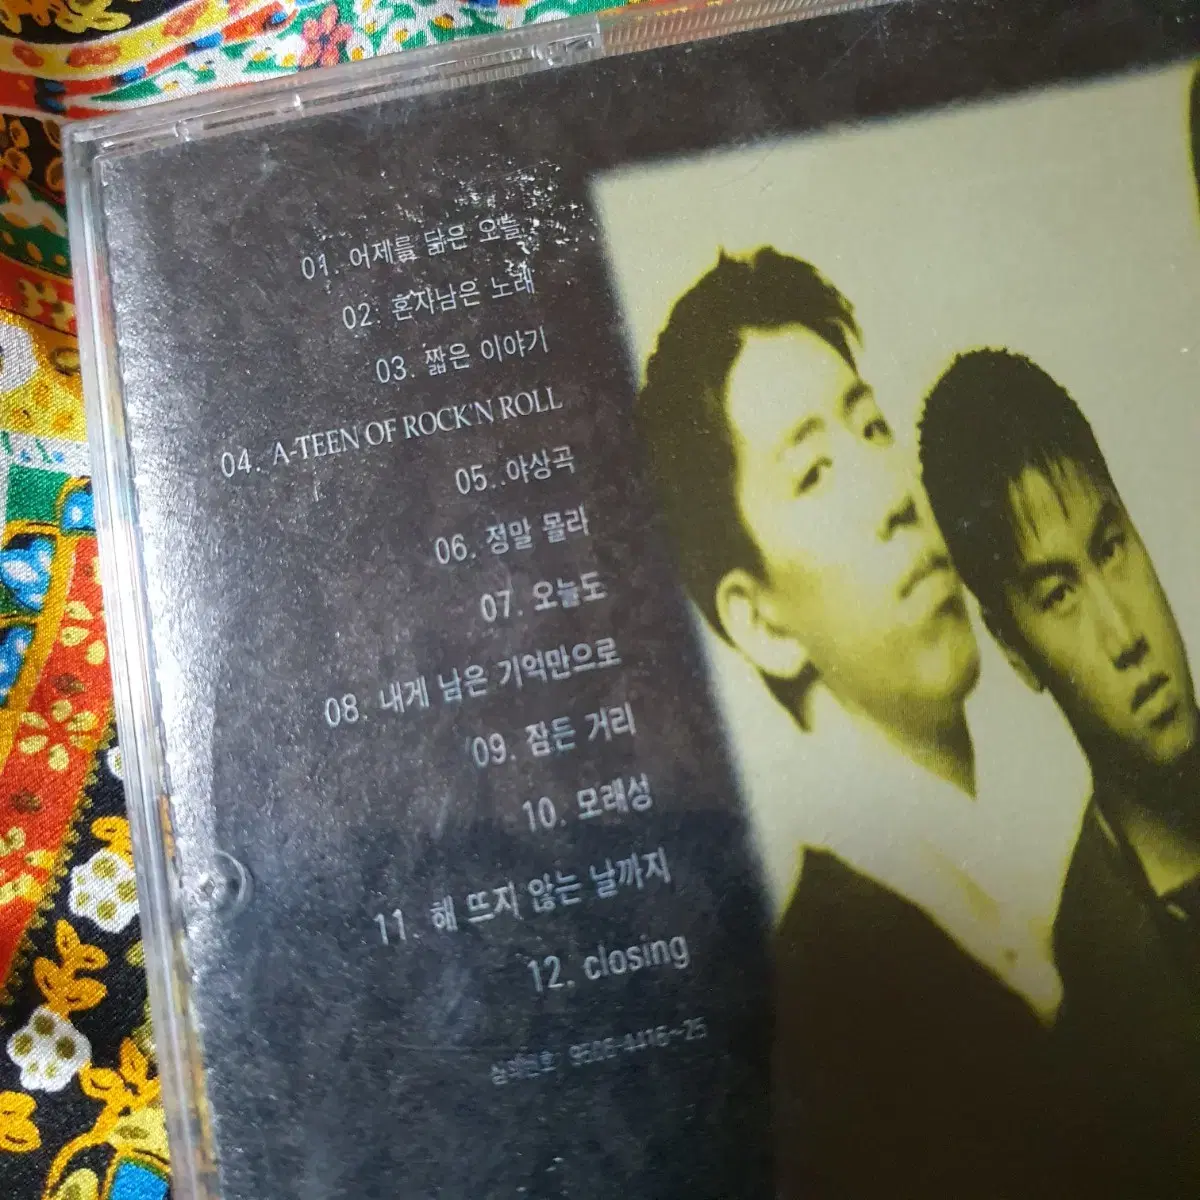 01. 어제를 닮은 오늘
02. 혼자남은 노래
03. 짧은 이야기
04. A-TEEN OF ROCK'N ROLL
05. 야상곡
06. 정말 몰라
07. 오늘도
08. 내게 남은 기억만으로
09. 잠든 거리
10. 모래성
11. 해 뜨지 않는 날까지
12. closing